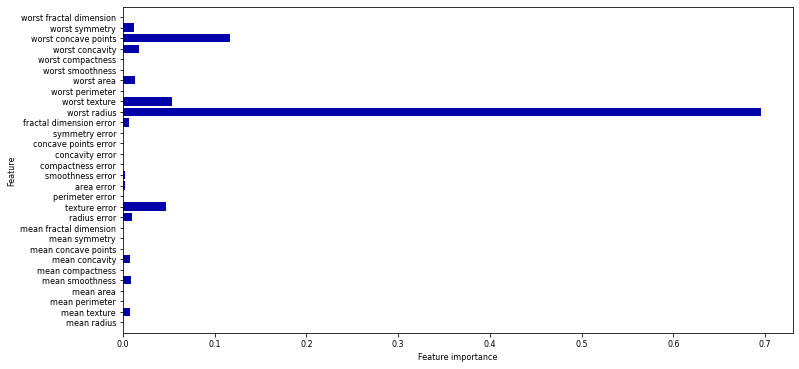 worst fractal dimension
worst symmetry
worst concave points
worst concavity
worst compactness
worst smoothness
worst area
worst perimeter
worst texture
worst radius
fractal dimension error
symmetry error
concave points error
concavity error
compactness error
smoothness error
area error
perimeter error
texture error
radius error
mean fractal dimension
mean symmetry
mean concave points
mean concavity
mean compactness
mean smoothness
mean area
mean perimeter
mean texture
mean radius
Feature
0.0 0.1 0.2 0.3 0.4 0.5 0.6 0.7
Feature importance